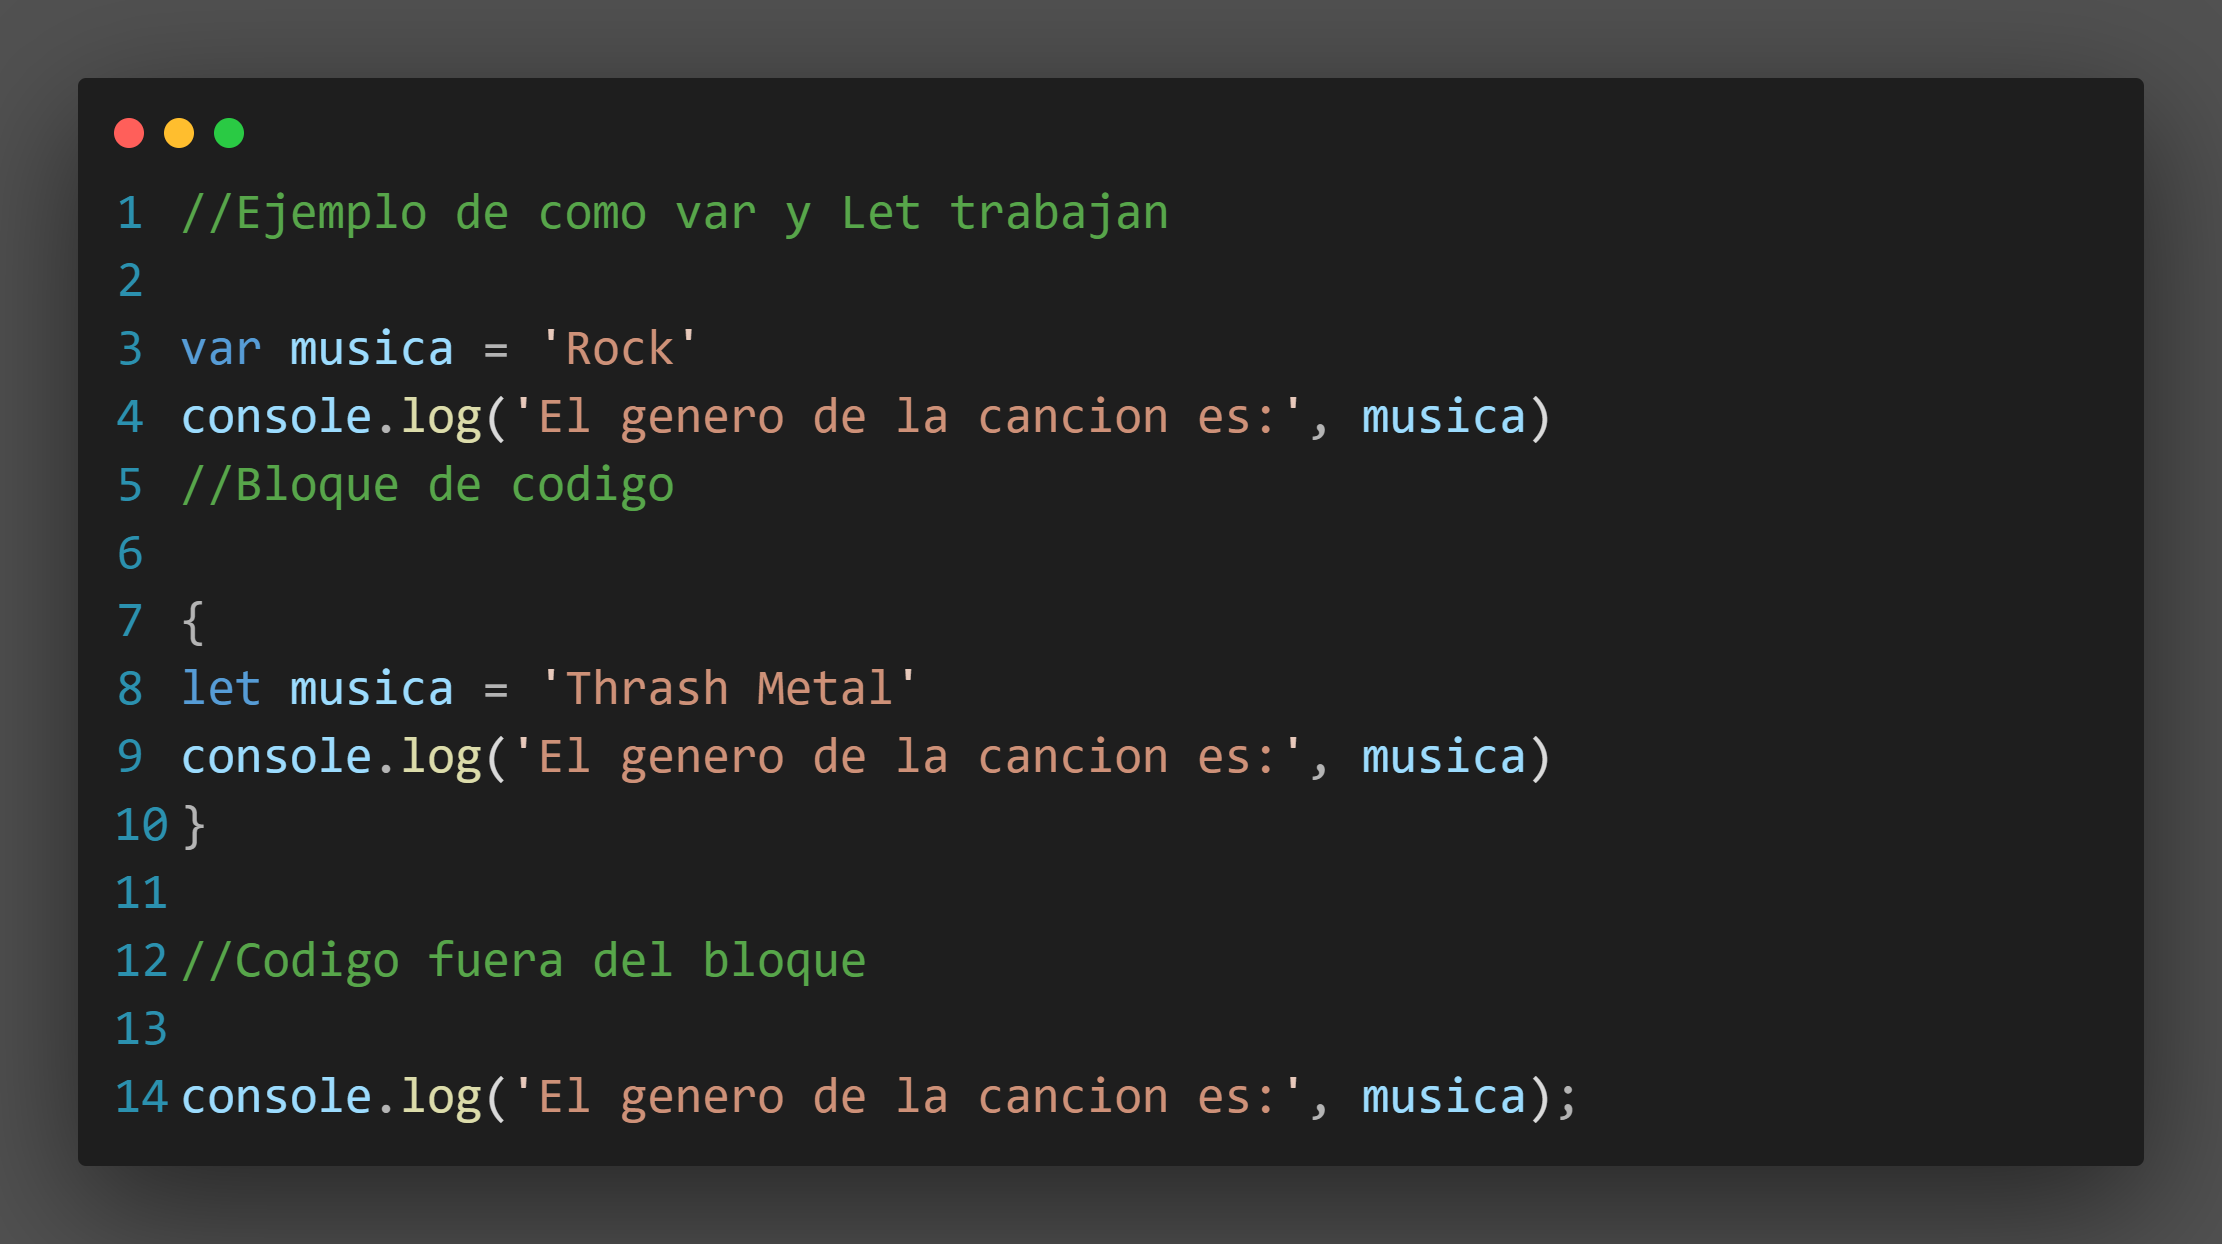 1 //Ejemplo de como var y Let trabajan
2
3 var musica = 'Rock'
4 console.log('El genero de la cancion es:', musica)
5 //Bloque de codigo
6
7 {
8 let musica = 'Thrash Metal'
9 console.log('El genero de la cancion es:', musica)
10 }
11
12 //Codigo fuera del bloque
13
14 console.log('El genero de la cancion es:', musica);